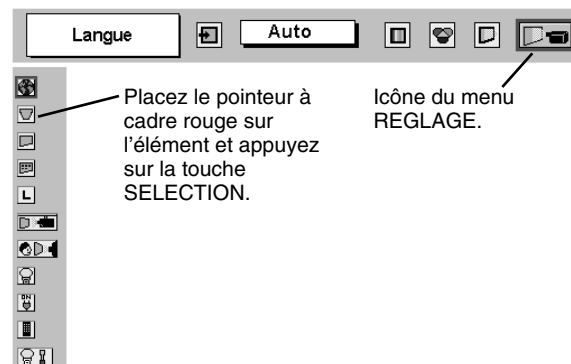 Langue
Auto
Placez le pointeur à
cadre rouge sur
l'élément et appuyez
sur la touche
SELECTION.
Icône du menu
REGLAGE.
L
ON